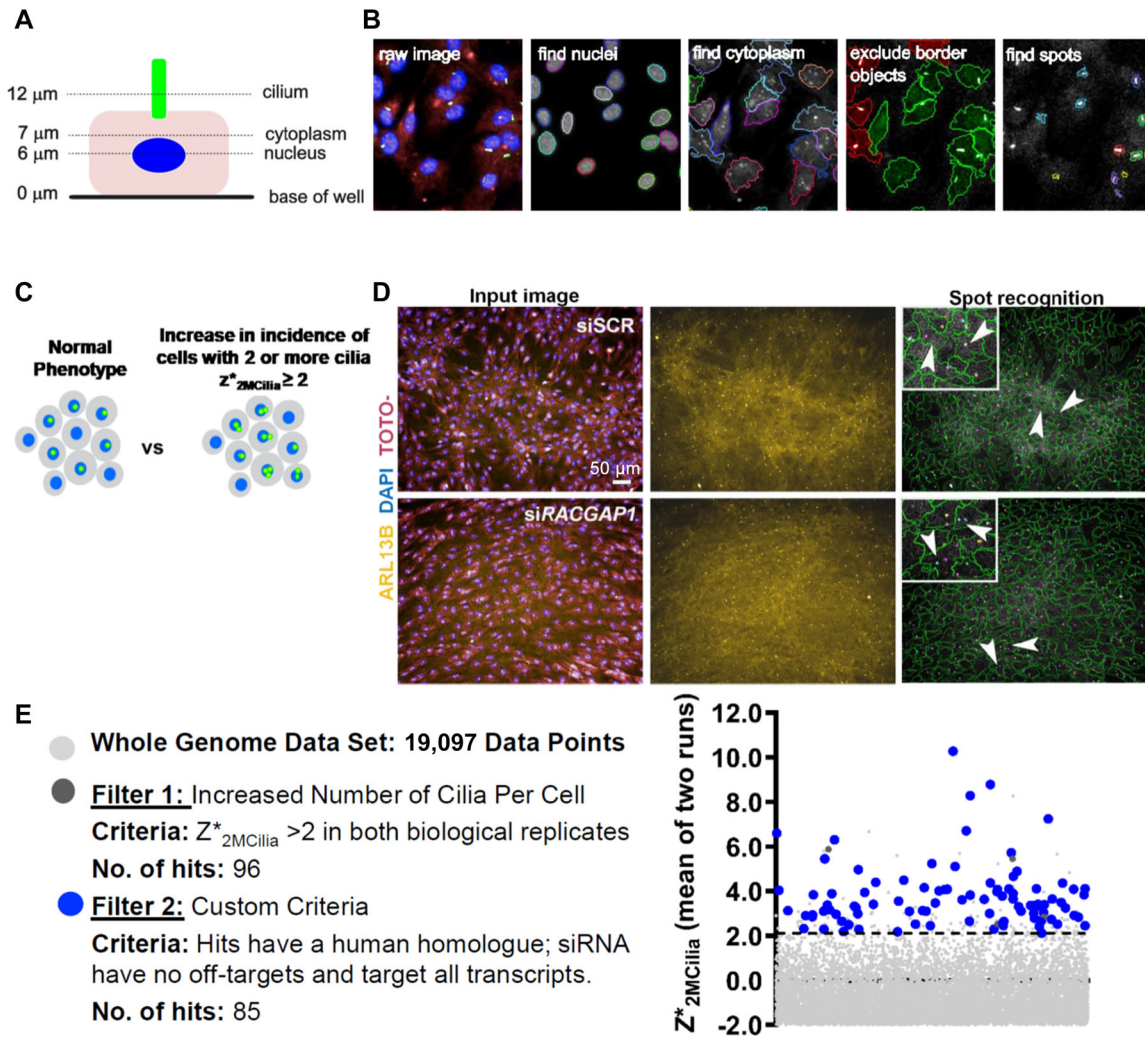 A
12 μm
cilium
7 μm
cytoplasm
6 μm
nucleus
0 μm
base of well
B
raw image
find nuclei
find cytoplasm
exclude border
objects
find spots
C
Normal
Phenotype
vs
Increase in incidence of
cells with 2 or more cilia
z*2MCilia ≥ 2
D
Input image
Spot recognition
siSCR
50 μm
siRACGAP1
ARL13B DAPI TOTO-
E
Whole Genome Data Set: 19,097 Data Points
Filter 1: Increased Number of Cilia Per Cell
Criteria: Z*2MCilia >2 in both biological replicates
No. of hits: 96
Filter 2: Custom Criteria
Criteria: Hits have a human homologue; siRNA
have no off-targets and target all transcripts.
No. of hits: 85
Z*2MCilia (mean of two runs)
12.0
10.0
8.0
6.0
4.0
2.0
0.0
-2.0